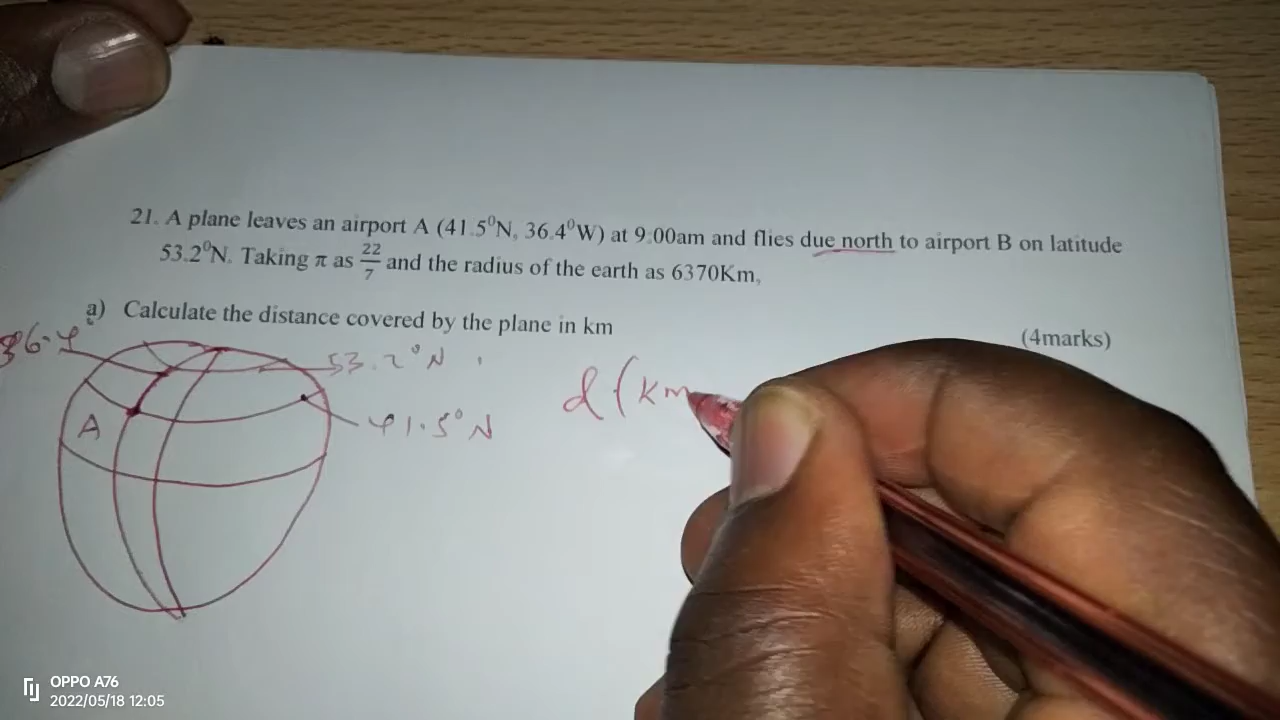 21. A plane leaves an airport A (41.5⁰N, 36.4⁰W) at 9.00am and flies due north to airport B on latitude
53.2⁰N. Taking π as 22/7 and the radius of the earth as 6370Km,
a) Calculate the distance covered by the plane in km
(4marks)
36.4
53.2°N
d (km
A
41.5°N
OPPO A76
2022/05/18 12:05